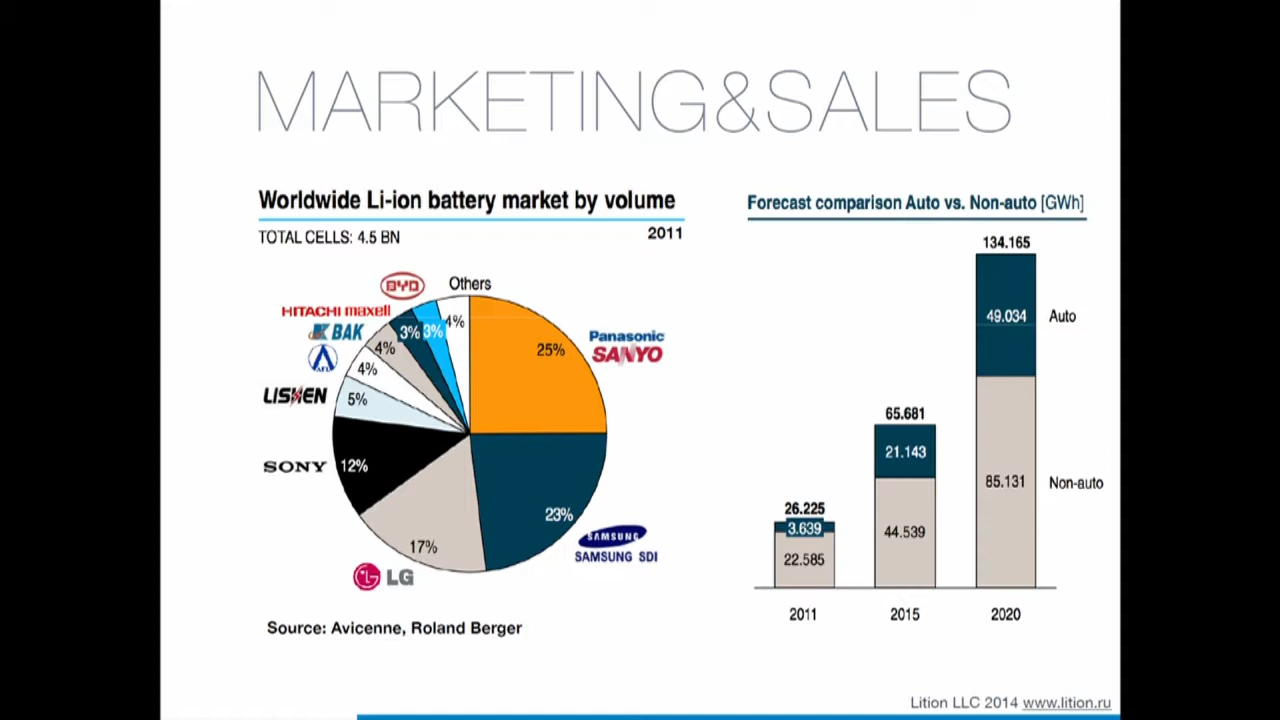 MARKETING&SALES
Worldwide Li-ion battery market by volume
TOTAL CELLS: 4.5 BN
2011
BYD
Others
HITACHI maxell
BAK
LISHEN
SONY
LG
Panasonic
SANYO
SAMSUNG
SAMSUNG SDI
25%
23%
17%
12%
5%
4%
4%
3%
3%
4%
Source: Avicenne, Roland Berger
Forecast comparison Auto vs. Non-auto [GWh]
134.165
49.034
Auto
65.681
21.143
85.131
Non-auto
26.225
3.639
44.539
22.585
2011
2015
2020
Lition LLC 2014 www.lition.ru